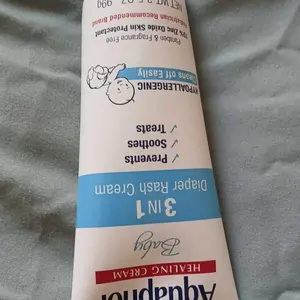 Aquaphor
HEALING CREAM
Baby
3 IN 1
Diaper Rash Cream
✓ Prevents
✓ Soothes
✓ Treats
HYPOALLERGENIC
Cleans off Easily
Paraben & Fragrance Free
15% Zinc Oxide Skin Protectant
Pediatrician Recommended Brand
NET WT 3.5 OZ 99g